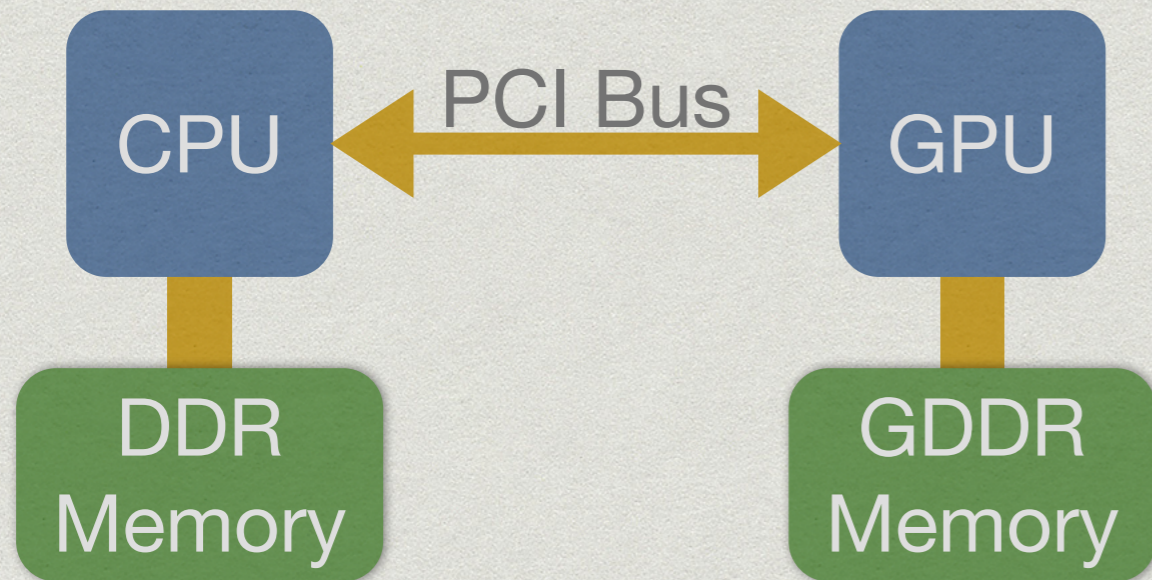 CPU
PCI Bus
GPU
DDR
Memory
GDDR
Memory